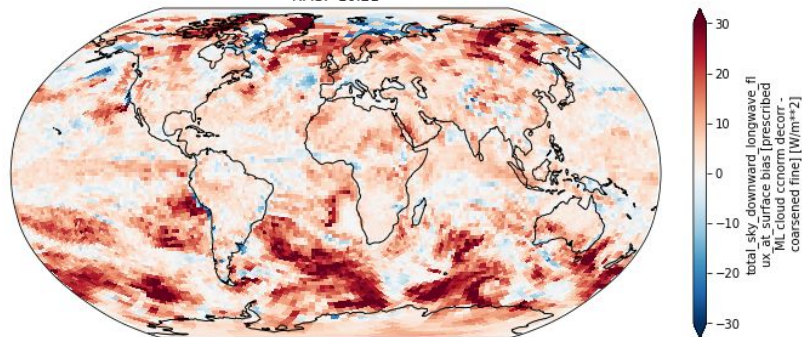 30
20
10
0
−10
−20
−30
total_sky_downward_longwave_fl
ux_at_surface bias [prescribed
ML cloud ccnorm decorr -
coarsened fine] [W/m**2]